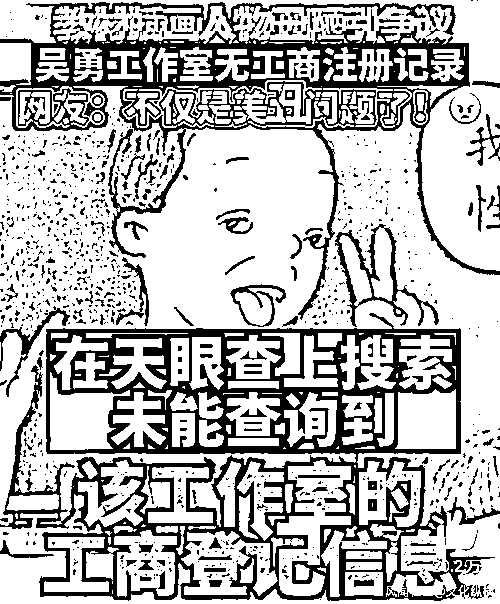 教材插画人物丑陋引争议
吴勇工作室无工商注册记录
网友：不仅是美丑问题了！
我
性
在天眼查上搜索
未能查询到
该工作室的
工商登记信息